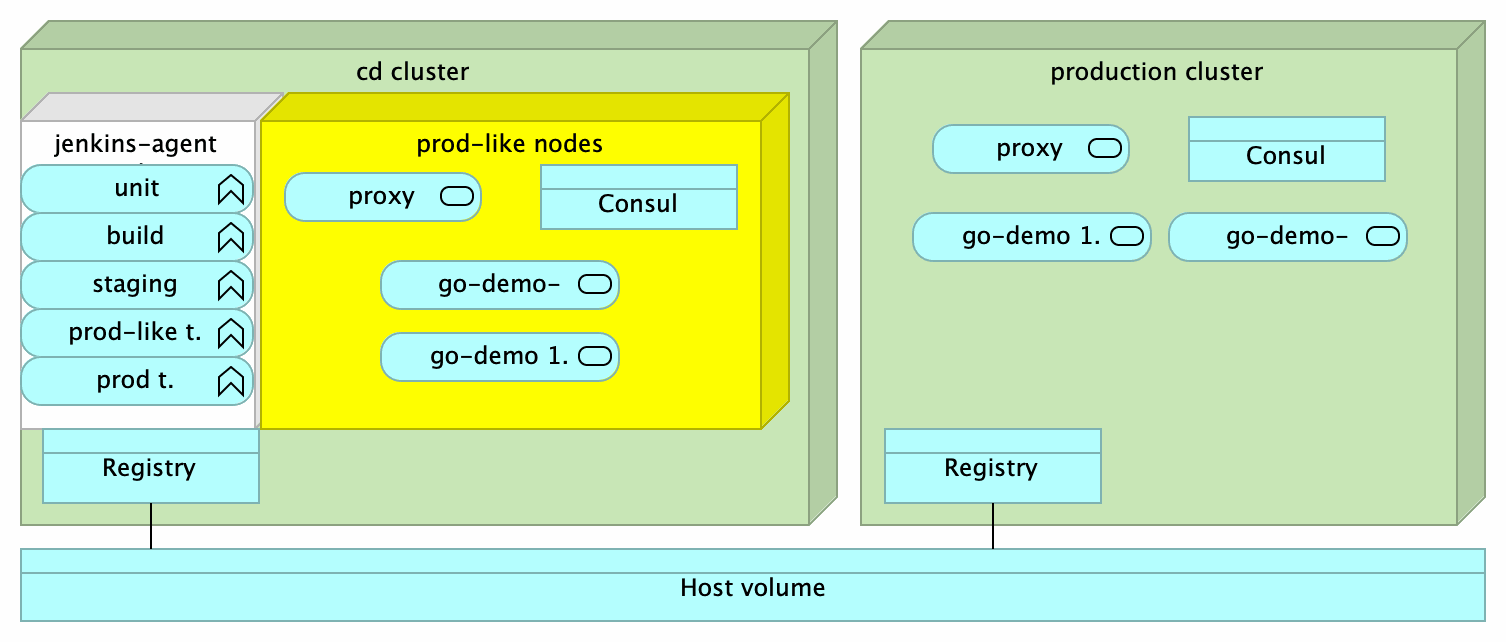 cd cluster
production cluster
jenkins-agent
prod-like nodes
unit
build
staging
prod-like t.
prod t.
proxy
Consul
go-demo-
go-demo 1.
Registry
proxy
Consul
go-demo 1.
go-demo-
Registry
Host volume